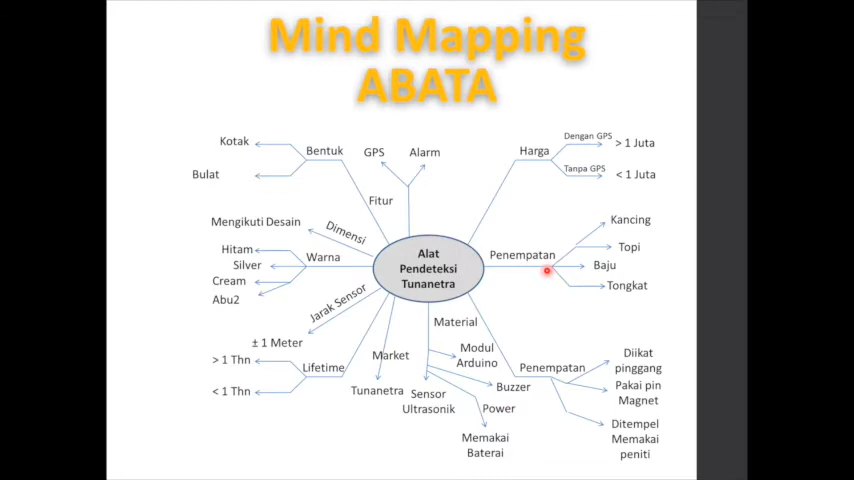 Mind Mapping
ABATA
Kotak
Bentuk
Bulat
GPS
Alarm
Fitur
Harga
Dengan GPS
> 1 Juta
Tanpa GPS
< 1 Juta
Mengikuti Desain
Dimensi
Hitam
Silver
Warna
Cream
Abu2
Alat
Pendeteksi
Tunanetra
Penempatan
Kancing
Topi
Baju
Tongkat
Jarak Sensor
± 1 Meter
> 1 Thn
Lifetime
< 1 Thn
Market
Tunanetra
Material
Modul
Arduino
Buzzer
Sensor
Ultrasonik
Power
Memakai
Baterai
Penempatan
Diikat
pinggang
Pakai pin
Magnet
Ditempel
Memakai
peniti